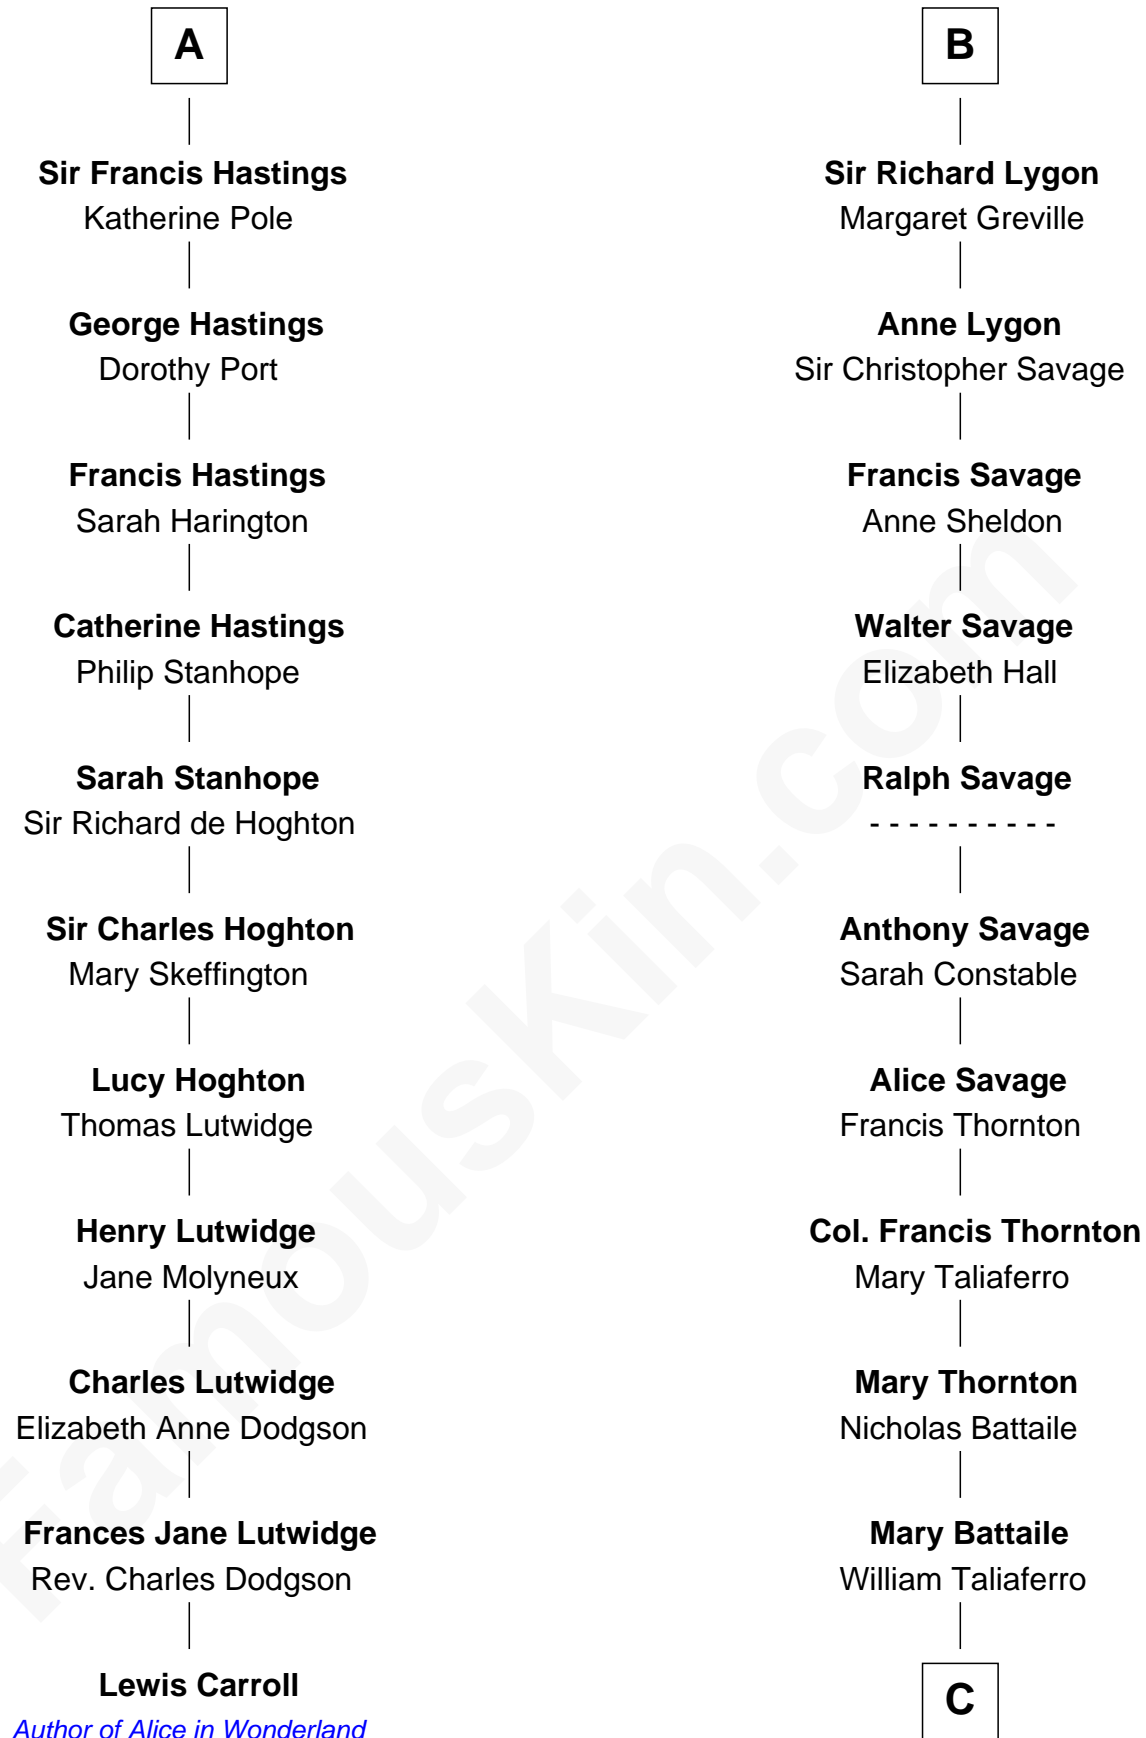 A
Sir Francis Hastings
Katherine Pole
George Hastings
Dorothy Port
Francis Hastings
Sarah Harington
Catherine Hastings
Philip Stanhope
Sarah Stanhope
Sir Richard de Hoghton
Sir Charles Hoghton
Mary Skeffington
Lucy Hoghton
Thomas Lutwidge
Henry Lutwidge
Jane Molyneux
Charles Lutwidge
Elizabeth Anne Dodgson
Frances Jane Lutwidge
Rev. Charles Dodgson
Lewis Carroll
Author of Alice in Wonderland
B
Sir Richard Lygon
Margaret Greville
Anne Lygon
Sir Christopher Savage
Francis Savage
Anne Sheldon
Walter Savage
Elizabeth Hall
Ralph Savage
- - - - - - - - - -
Anthony Savage
Sarah Constable
Alice Savage
Francis Thornton
Col. Francis Thornton
Mary Taliaferro
Mary Thornton
Nicholas Battaile
Mary Battaile
William Taliaferro
C
FamousKin.com